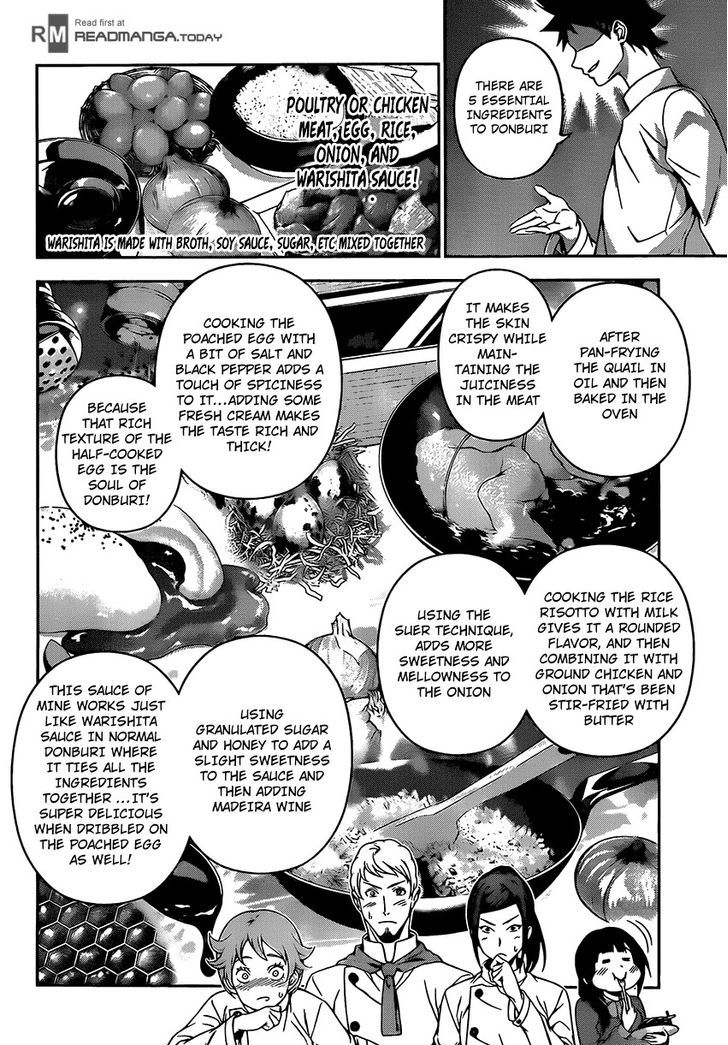 Read first at
RM READMANGA.TODAY
THERE ARE
5 ESSENTIAL
INGREDIENTS
TO DONBURI
POULTRY OR CHICKEN
MEAT, EGG, RICE,
ONION, AND
WARISHITA SAUCE!
WARISHITA IS MADE WITH BROTH, SOY SAUCE, SUGAR, ETC MIXED TOGETHER
AFTER
PAN-FRYING
THE QUAIL IN
OIL AND THEN
BAKED IN THE
OVEN
IT MAKES
THE SKIN
CRISPY WHILE
MAIN-
TAINING THE
JUICINESS
IN THE MEAT
COOKING THE
POACHED EGG WITH
A BIT OF SALT AND
BLACK PEPPER ADDS A
TOUCH OF SPICINESS
TO IT...ADDING SOME
FRESH CREAM MAKES
THE TASTE RICH AND
THICK!
BECAUSE
THAT RICH
TEXTURE OF THE
HALF-COOKED
EGG IS THE
SOUL OF
DONBURI!
COOKING THE RICE
RISOTTO WITH MILK
GIVES IT A ROUNDED
FLAVOR, AND THEN
COMBINING IT WITH
GROUND CHICKEN AND
ONION THAT'S BEEN
STIR-FRIED WITH
BUTTER
USING THE
SUER TECHNIQUE,
ADDS MORE
SWEETNESS AND
MELLOWNESS TO
THE ONION
USING
GRANULATED SUGAR
AND HONEY TO ADD A
SLIGHT SWEETNESS
TO THE SAUCE AND
THEN ADDING
MADEIRA WINE
THIS SAUCE OF
MINE WORKS JUST
LIKE WARISHITA
SAUCE IN NORMAL
DONBURI WHERE
IT TIES ALL THE
INGREDIENTS
TOGETHER ...IT'S
SUPER DELICIOUS
WHEN DRIBBLED ON
THE POACHED EGG
AS WELL!